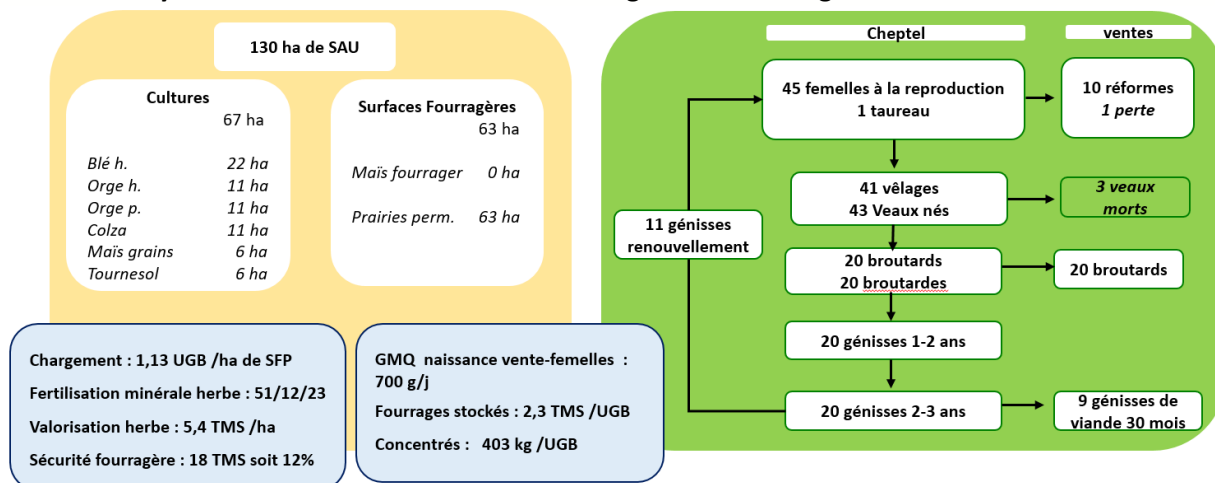 130 ha de SAU
Cultures
67 ha
Blé h. 22 ha
Orge h. 11 ha
Orge p. 11 ha
Colza 11 ha
Maïs grains 6 ha
Tournesol 6 ha
Surfaces Fourragères
63 ha
Maïs fourrager 0 ha
Prairies perm. 63 ha
Chargement : 1,13 UGB /ha de SFP
Fertilisation minérale herbe : 51/12/23
Valorisation herbe : 5,4 TMS /ha
Sécurité fourragère : 18 TMS soit 12%
GMQ naissance vente-femelles :
700 g/j
Fourrages stockés : 2,3 TMS /UGB
Concentrés : 403 kg /UGB
Cheptel
ventes
45 femelles à la reproduction
1 taureau
10 réformes
1 perte
41 vêlages
43 Veaux nés
3 veaux
morts
11 génisses
renouvellement
20 broutards
20 broutardes
20 broutards
20 génisses 1-2 ans
20 génisses 2-3 ans
9 génisses de
viande 30 mois